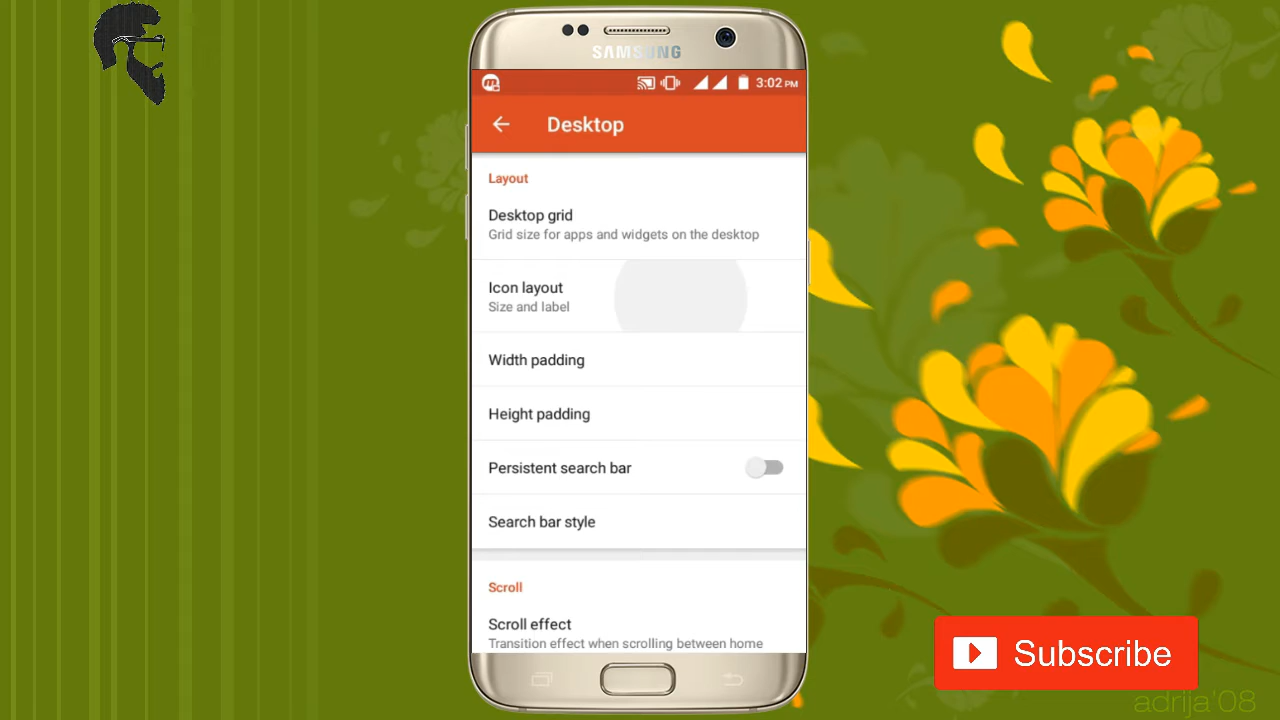 SAMSUNG
3:02 PM
Desktop
Layout
Desktop grid
Grid size for apps and widgets on the desktop
Icon layout
Size and label
Width padding
Height padding
Persistent search bar
Search bar style
Scroll
Scroll effect
Transition effect when scrolling between home
Subscribe
adrija'08